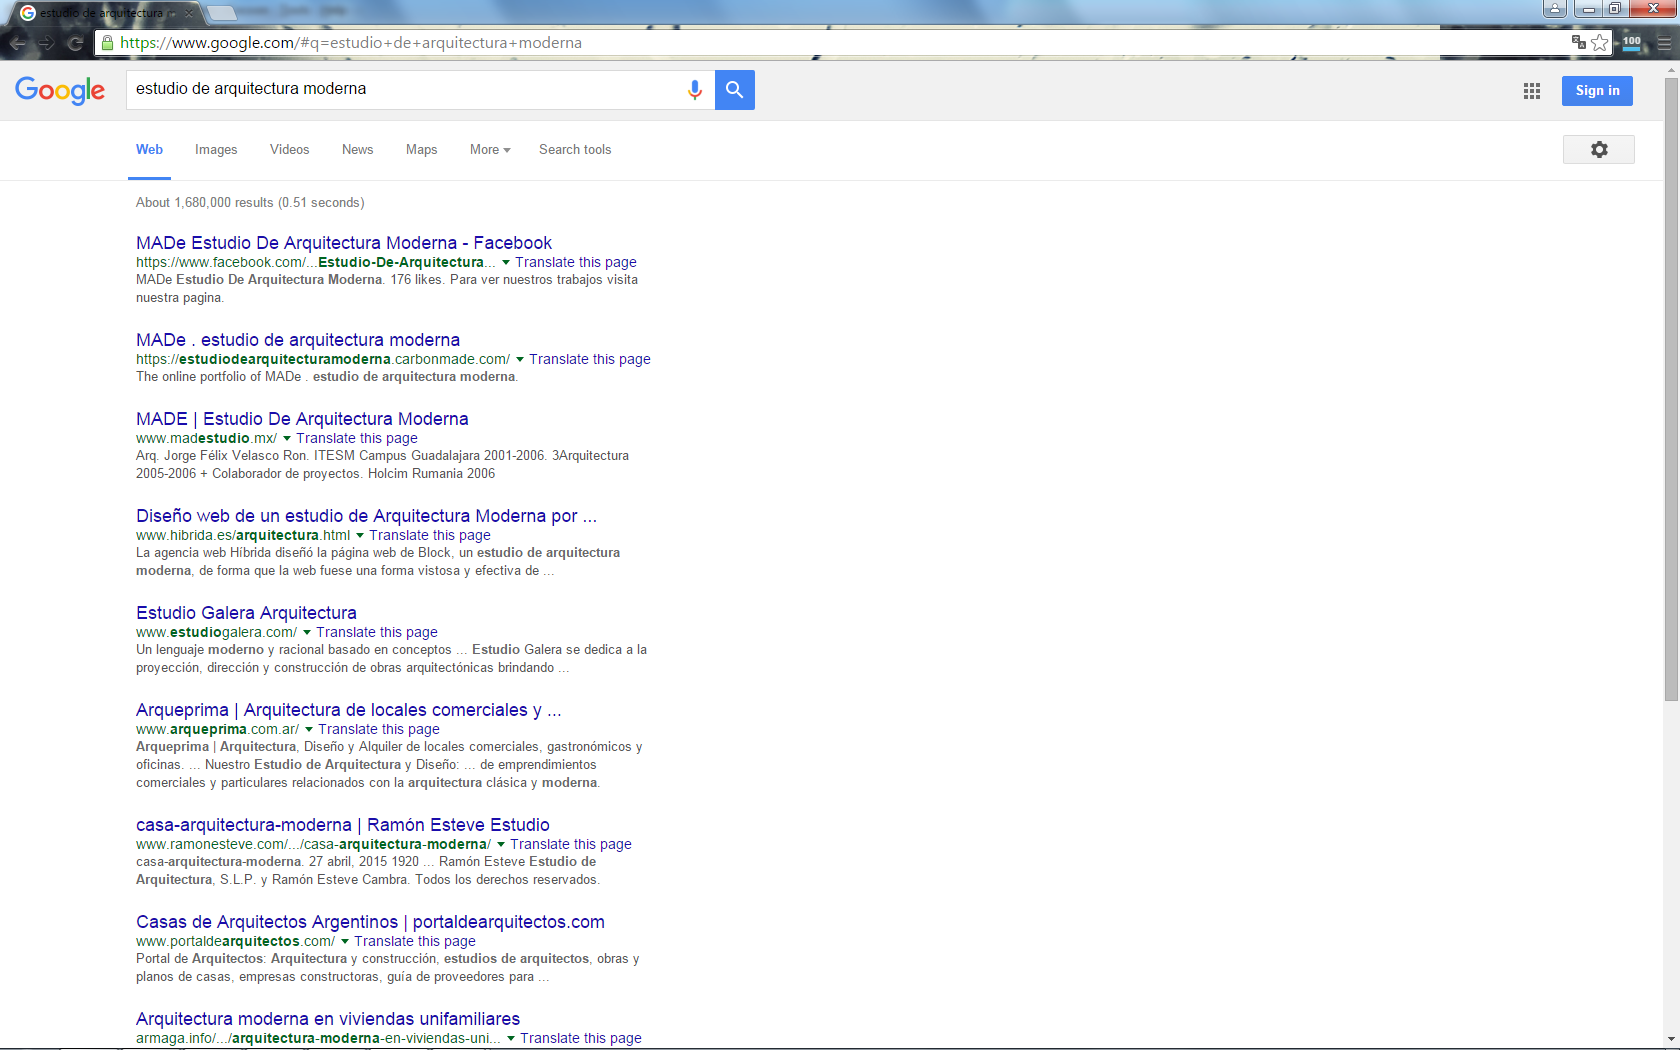 estudio de arquitectura
https://www.google.com/#q=estudio+de+arquitectura+moderna
100
Google
estudio de arquitectura moderna
Sign in
Web Images Videos News Maps More Search tools
About 1,680,000 results (0.51 seconds)
MADe Estudio De Arquitectura Moderna - Facebook
https://www.facebook.com/...Estudio-De-Arquitectura... Translate this page
MADe Estudio De Arquitectura Moderna. 176 likes. Para ver nuestros trabajos visita
nuestra pagina.
MADe . estudio de arquitectura moderna
https://estudiodearquitecturamoderna.carbonmade.com/ Translate this page
The online portfolio of MADe . estudio de arquitectura moderna.
MADE | Estudio De Arquitectura Moderna
www.madestudio.mx/ Translate this page
Arq. Jorge Félix Velasco Ron. ITESM Campus Guadalajara 2001-2006. 3Arquitectura
2005-2006 + Colaborador de proyectos. Holcim Rumanía 2006
Diseño web de un estudio de Arquitectura Moderna por ...
www.hibrida.es/arquitectura.html Translate this page
La agencia web Híbrida diseñó la página web de Block, un estudio de arquitectura
moderna, de forma que la web fuese una forma vistosa y efectiva de ...
Estudio Galera Arquitectura
www.estudiogalera.com/ Translate this page
Un lenguaje moderno y racional basado en conceptos ... Estudio Galera se dedica a la
proyección, dirección y construcción de obras arquitectónicas brindando ...
Arqueprima | Arquitectura de locales comerciales y ...
www.arqueprima.com.ar/ Translate this page
Arqueprima | Arquitectura, Diseño y Alquiler de locales comerciales, gastronómicos y
oficinas. ... Nuestro Estudio de Arquitectura y Diseño: ... de emprendimientos
comerciales y particulares relacionados con la arquitectura clásica y moderna.
casa-arquitectura-moderna | Ramón Esteve Estudio
www.ramonesteve.com/.../casa-arquitectura-moderna/ Translate this page
casa-arquitectura-moderna. 27 abril, 2015 1920 ... Ramón Esteve Estudio de
Arquitectura, S.L.P. y Ramón Esteve Cambra. Todos los derechos reservados.
Casas de Arquitectos Argentinos | portaldearquitectos.com
www.portaldearquitectos.com/ Translate this page
Portal de Arquitectos: Arquitectura y construcción, estudios de arquitectos, obras y
planos de casas, empresas constructoras, guía de proveedores para ...
Arquitectura moderna en viviendas unifamiliares
armaga.info/.../arquitectura-moderna-en-viviendas-uni... Translate this page